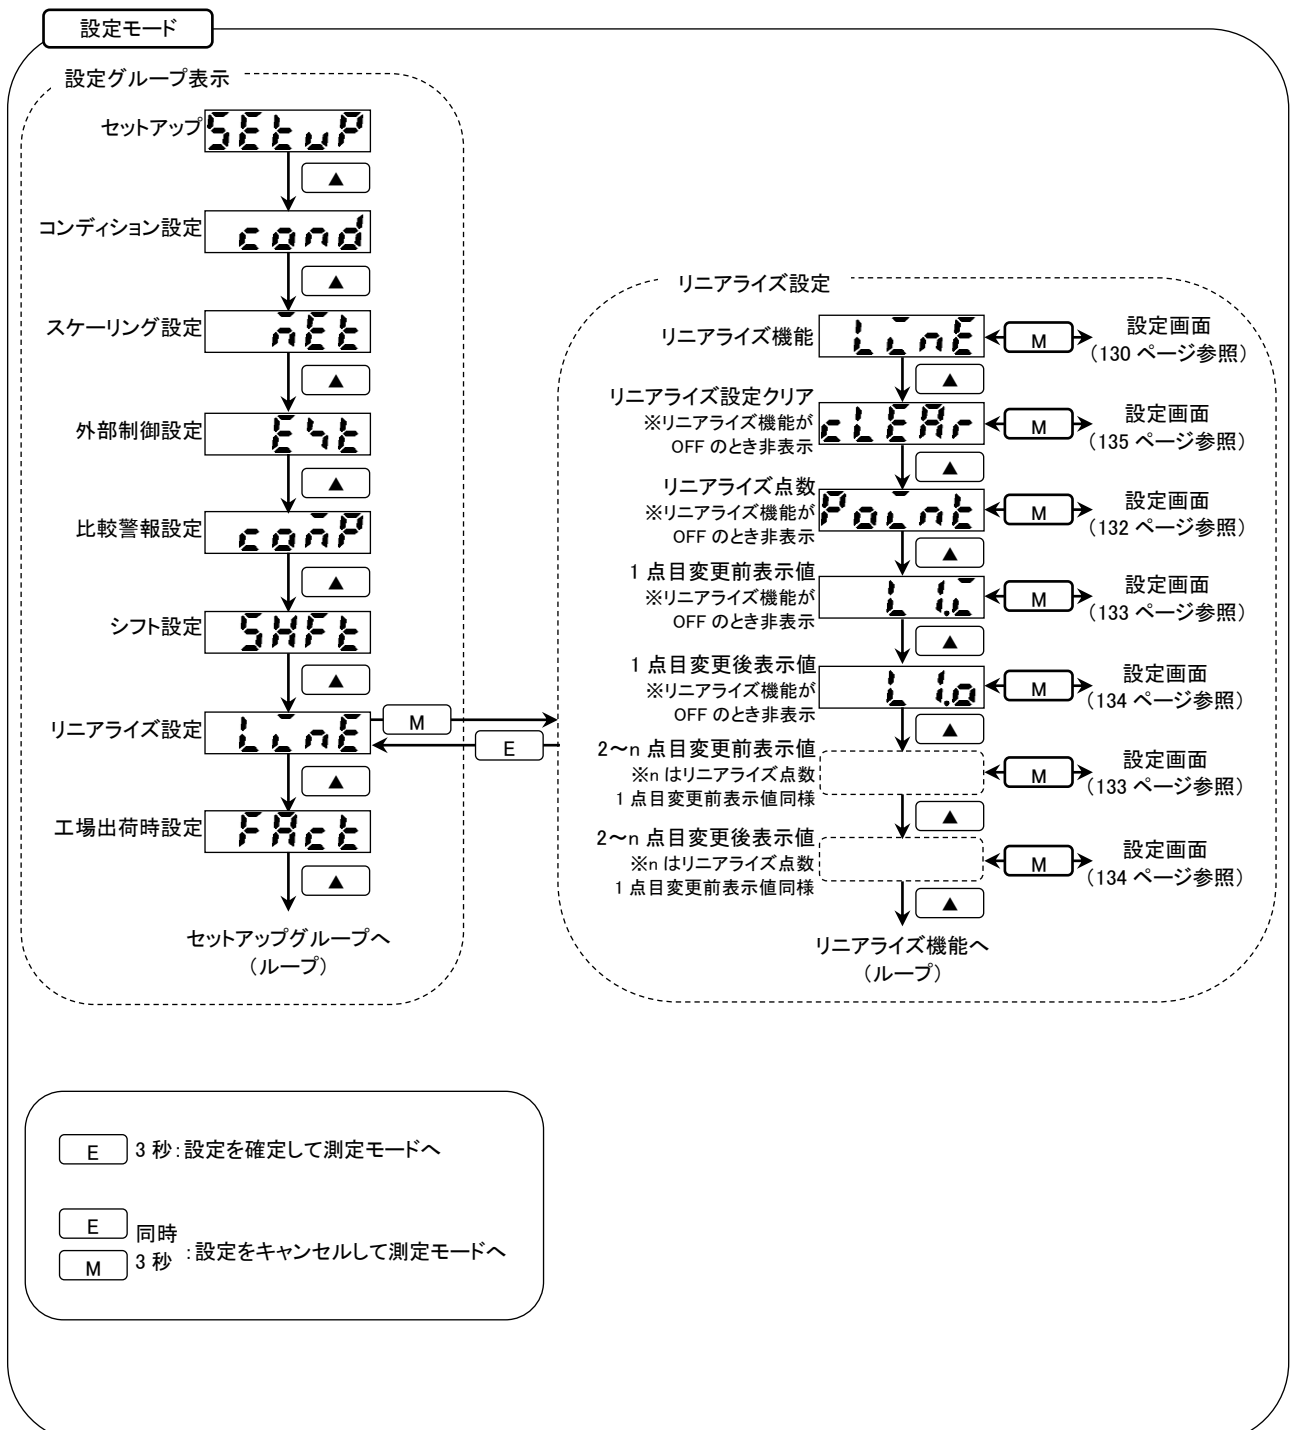 設定モード
設定グループ表示
セットアップ SEtuP
▲
コンディション設定 cond
▲
スケーリング設定 mEt
▲
外部制御設定
▲
比較警報設定 comP
▲
シフト設定 SHFt
▲
リニアライズ設定 LinE
M
E
▲
工場出荷時設定 FAct
▲
セットアップグループへ
(ループ)
リニアライズ設定
リニアライズ機能 LinE M 設定画面
(130 ページ参照)
▲
リニアライズ設定クリア
※リニアライズ機能が
OFF のとき非表示
cLEAr M 設定画面
(135 ページ参照)
▲
リニアライズ点数
※リニアライズ機能が
OFF のとき非表示
Point M 設定画面
(132 ページ参照)
▲
1 点目変更前表示値
※リニアライズ機能が
OFF のとき非表示
L1.i M 設定画面
(133 ページ参照)
▲
1 点目変更後表示値
※リニアライズ機能が
OFF のとき非表示
L1.o M 設定画面
(134 ページ参照)
▲
2～n 点目変更前表示値
※n はリニアライズ点数
1 点目変更前表示値同様
M 設定画面
(133 ページ参照)
▲
2～n 点目変更後表示値
※n はリニアライズ点数
1 点目変更前表示値同様
M 設定画面
(134 ページ参照)
▲
リニアライズ機能へ
(ループ)
E 3 秒：設定を確定して測定モードへ
E 同時
M 3 秒 ：設定をキャンセルして測定モードへ